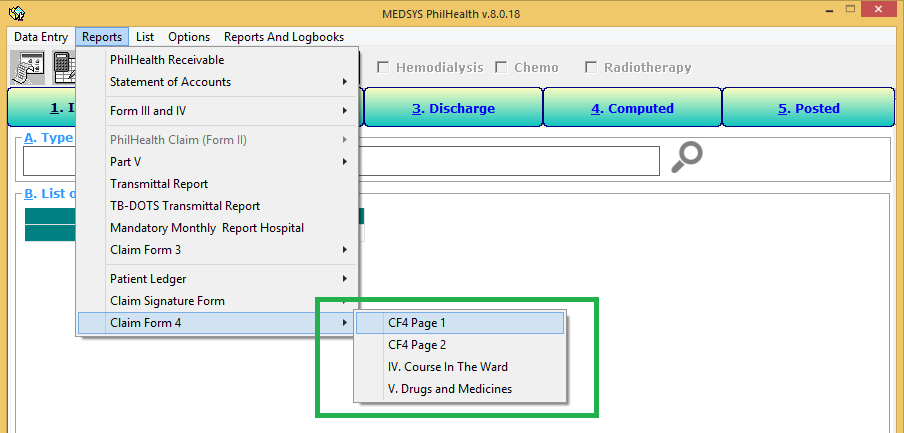 MEDSYS PhilHealth v.8.0.18
Data Entry Reports List Options Reports And Logbooks
Hemodialysis Chemo Radiotherapy
1. I 3. Discharge 4. Computed 5. Posted
A. Type
B. List o
PhilHealth Receivable
Statement of Accounts
Form III and IV
PhilHealth Claim (Form II)
Part V
Transmittal Report
TB-DOTS Transmittal Report
Mandatory Monthly Report Hospital
Claim Form 3
Patient Ledger
Claim Signature Form
Claim Form 4
CF4 Page 1
CF4 Page 2
IV. Course In The Ward
V. Drugs and Medicines